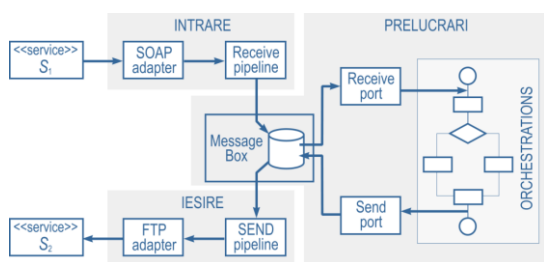 INTRARE
PRELUCRARI
<<service>>
S1
SOAP
adapter
Receive
pipeline
Receive
port
Message
Box
ORCHESTRATIONS
IESIRE
<<service>>
S2
FTP
adapter
SEND
pipeline
Send
port